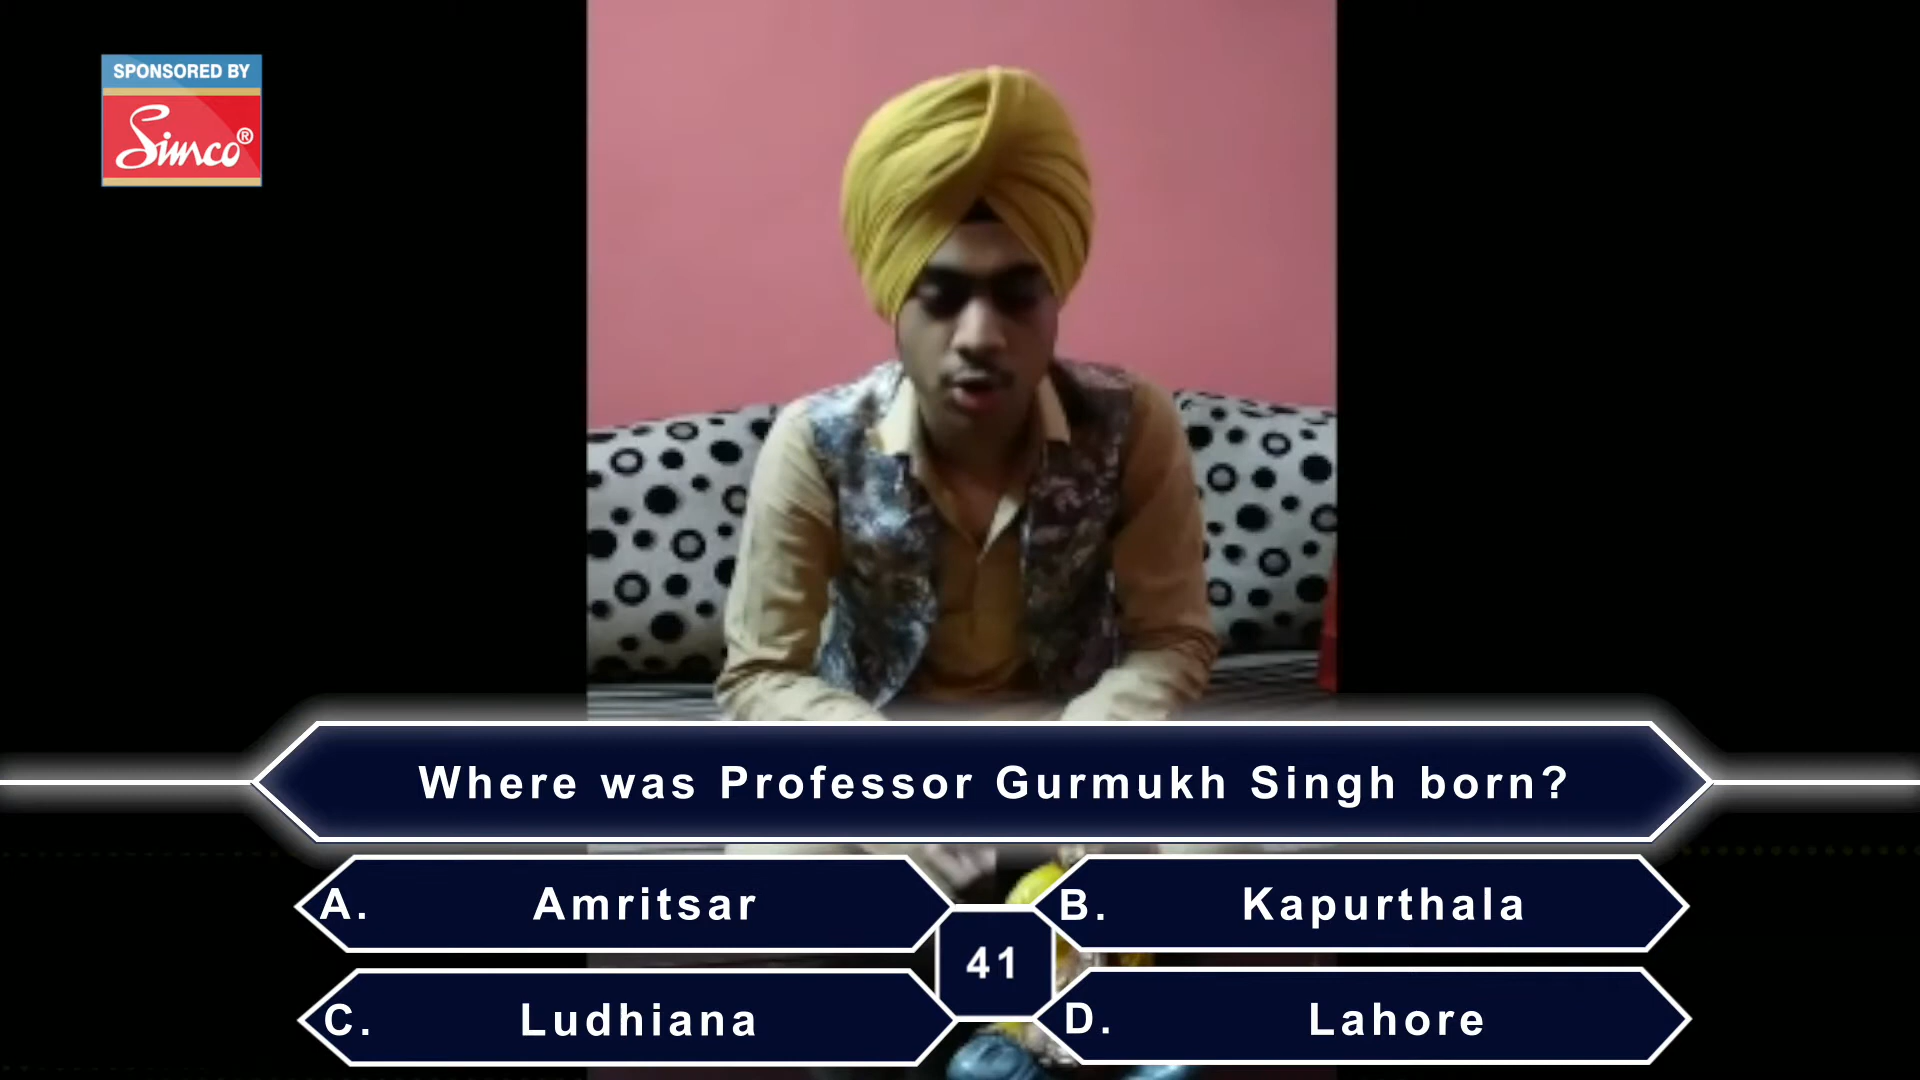 SPONSORED BY
Simco®
Where was Professor Gurmukh Singh born?
A. Amritsar
B. Kapurthala
41
C. Ludhiana
D. Lahore